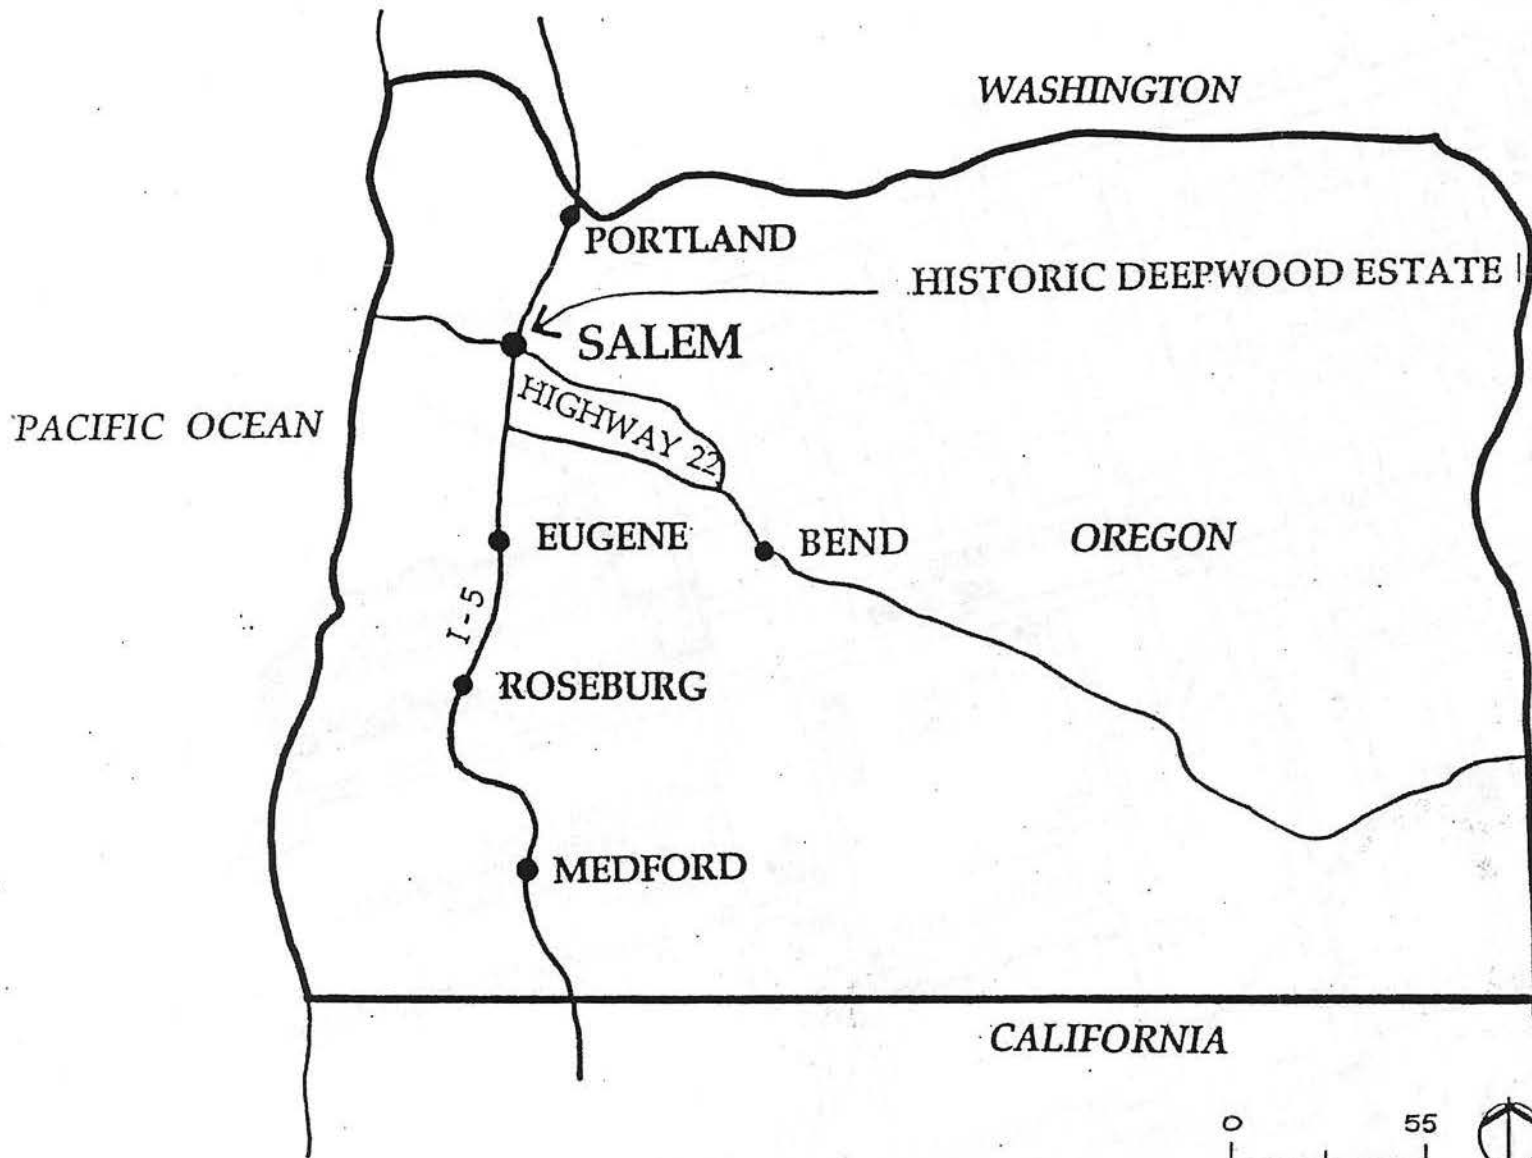 WASHINGTON
PORTLAND
HISTORIC DEEPWOOD ESTATE
SALEM
HIGHWAY 22
PACIFIC OCEAN
EUGENE
BEND
OREGON
I-5
ROSEBURG
MEDFORD
CALIFORNIA
0 55